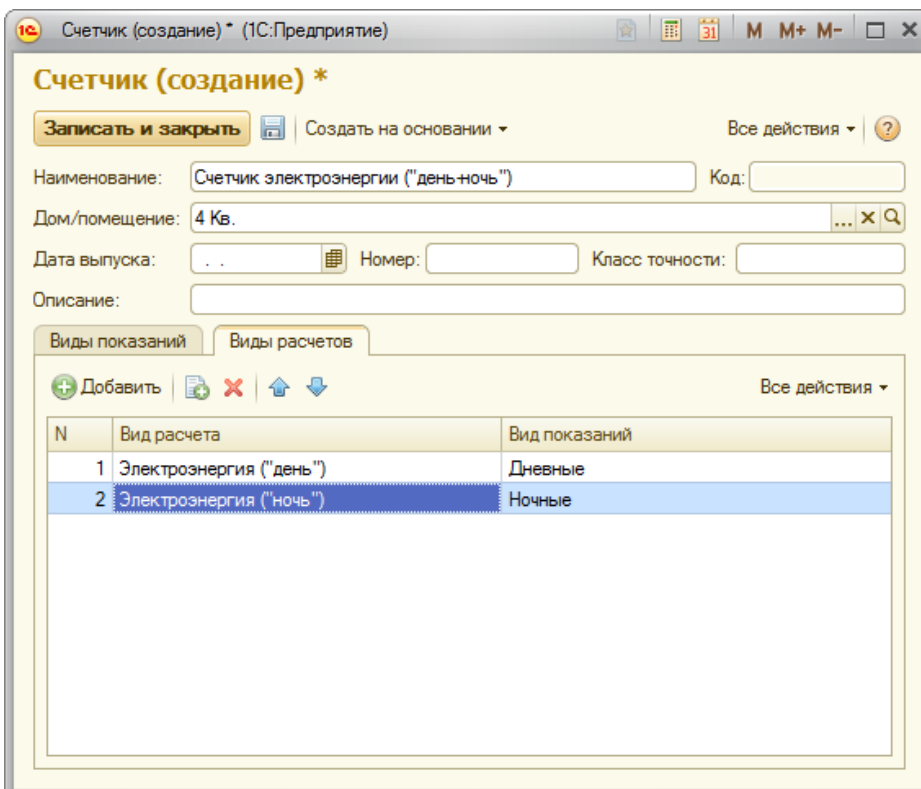 1С Счетчик (создание) * (1С:Предприятие) 31 M M+ M-
Счетчик (создание) *
Записать и закрыть Создать на основании Все действия ?
Наименование: Счетчик электроэнергии ("день-ночь") Код:
Дом/помещение: 4 Кв. ...
Дата выпуска: . . Номер: Класс точности:
Описание:
Виды показаний Виды расчетов
Добавить Все действия
N Вид расчета Вид показаний
1 Электроэнергия ("день") Дневные
2 Электроэнергия ("ночь") Ночные